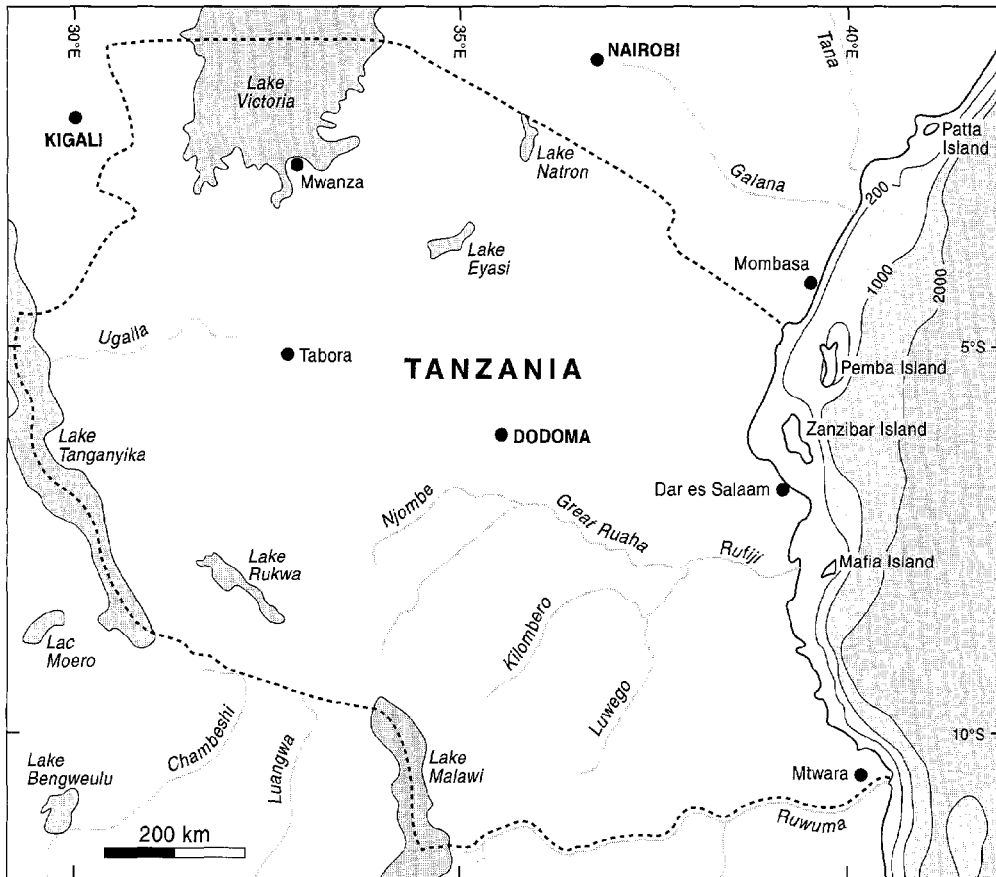 30°E
35°E
40°E
NAIROBI
Tana
Lake
Victoria
KIGALI
Patta
Island
Lake
Natron
Mwanza
Galana
200
Lake
Eyasi
Mombasa
1000
2000
Ugalla
Tabora
TANZANIA
5°S
Pemba Island
Lake
Tanganyika
DODOMA
Zanzibar Island
Dar es Salaam
Njombe
Great Ruaha
Rufiji
Mafia Island
Lake
Rukwa
Kilombero
Lac
Moero
Luwego
Chambeshi
Luangwa
10°S
Lake
Bengweulu
Lake
Malawi
Mtwara
Ruwuma
200 km